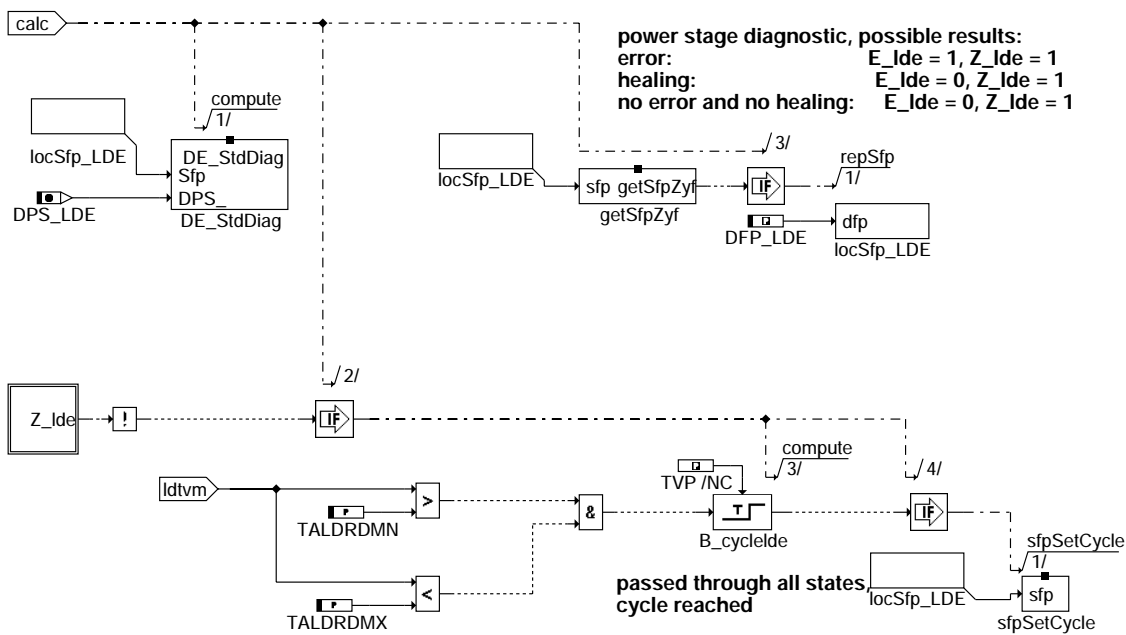 calc
power stage diagnostic, possible results:
error: E_lde = 1, Z_lde = 1
healing: E_lde = 0, Z_lde = 1
no error and no healing: E_lde = 0, Z_lde = 1
compute
1/
locSfp_LDE
DE_StdDiag
Sfp
DPS_
DPS_LDE
DE_StdDiag
3/
repSfp
1/
locSfp_LDE
sfp getSfpZyf
getSfpZyf
IF
DFP_LDE
dfp
locSfp_LDE
2/
Z_lde
!
IF
compute
3/
4/
ldtvm
TVP /NC
P
TALDRDMN
>
&
T
B_cyclelde
IF
sfpSetCycle
1/
P
TALDRDMX
<
passed through all states,
cycle reached
locSfp_LDE
sfp
sfpSetCycle